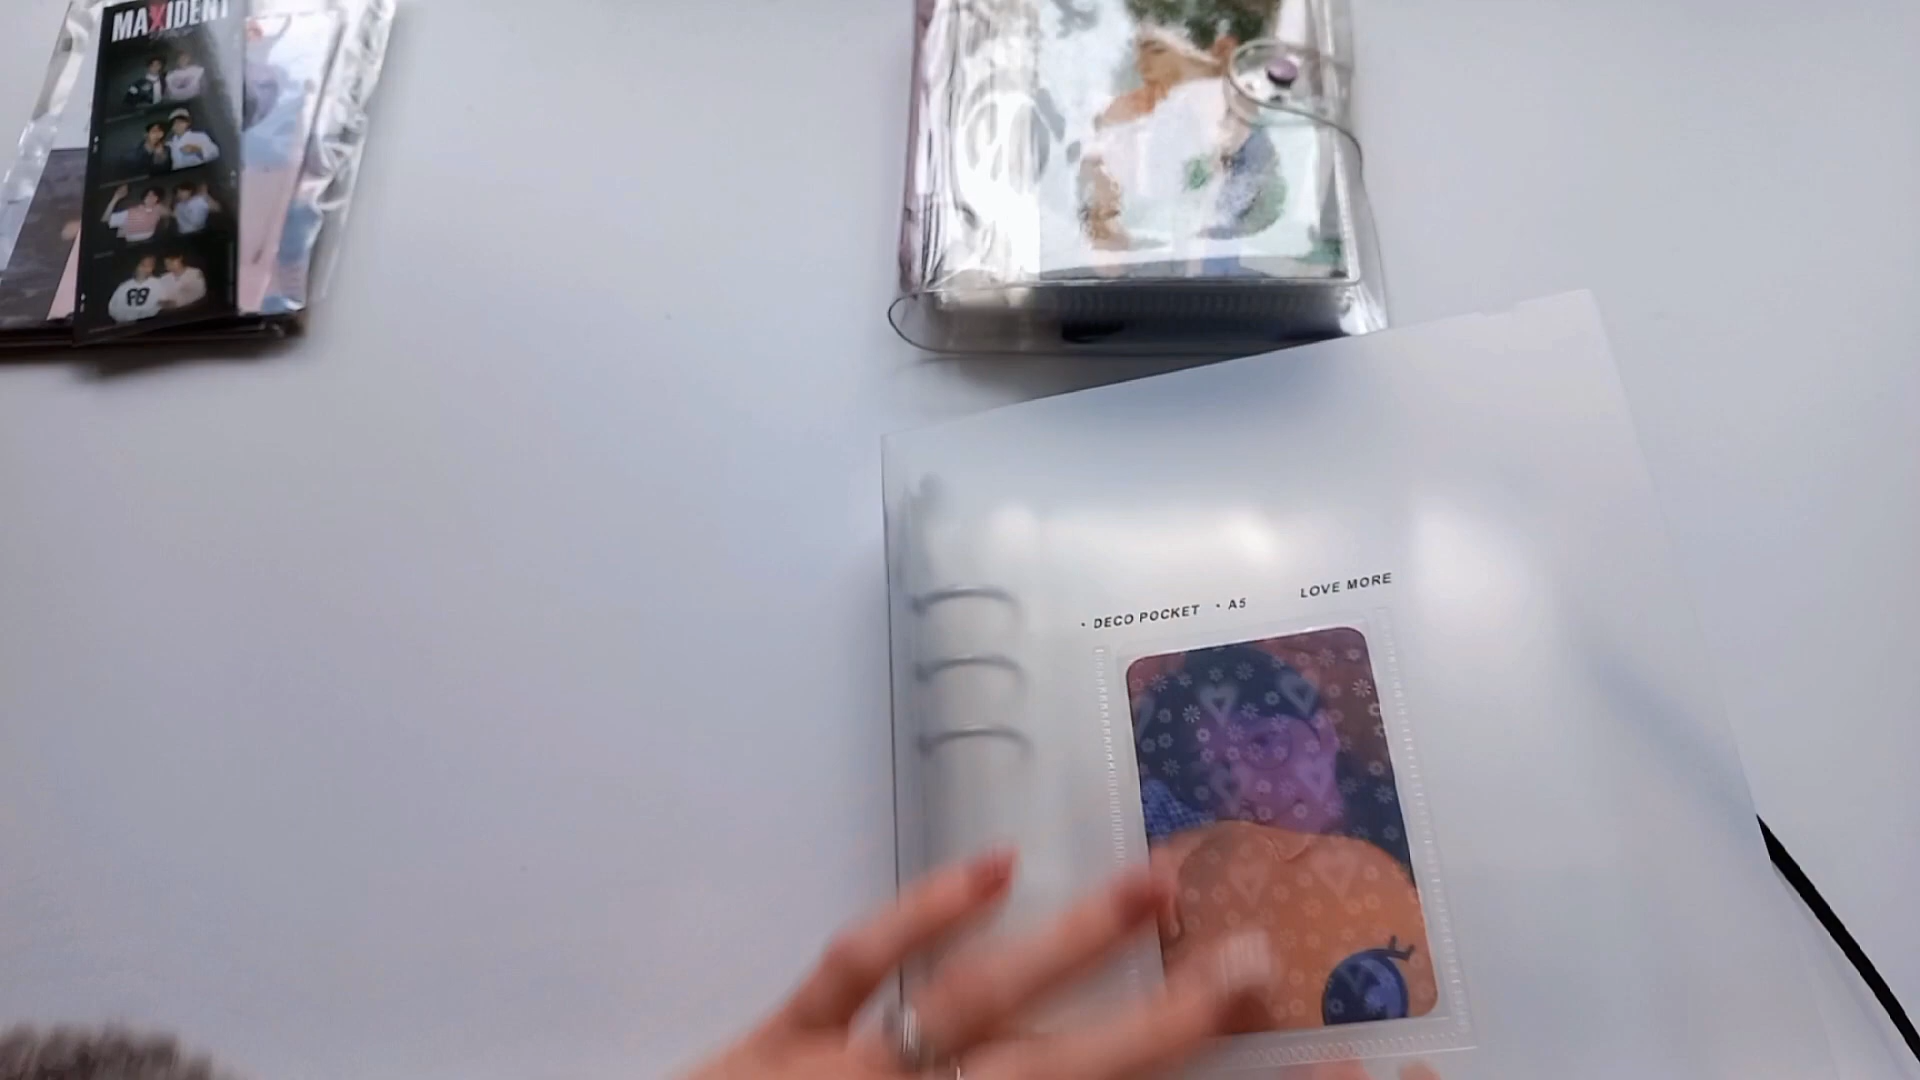 MAXIDENT
• DECO POCKET • A5 LOVE MORE